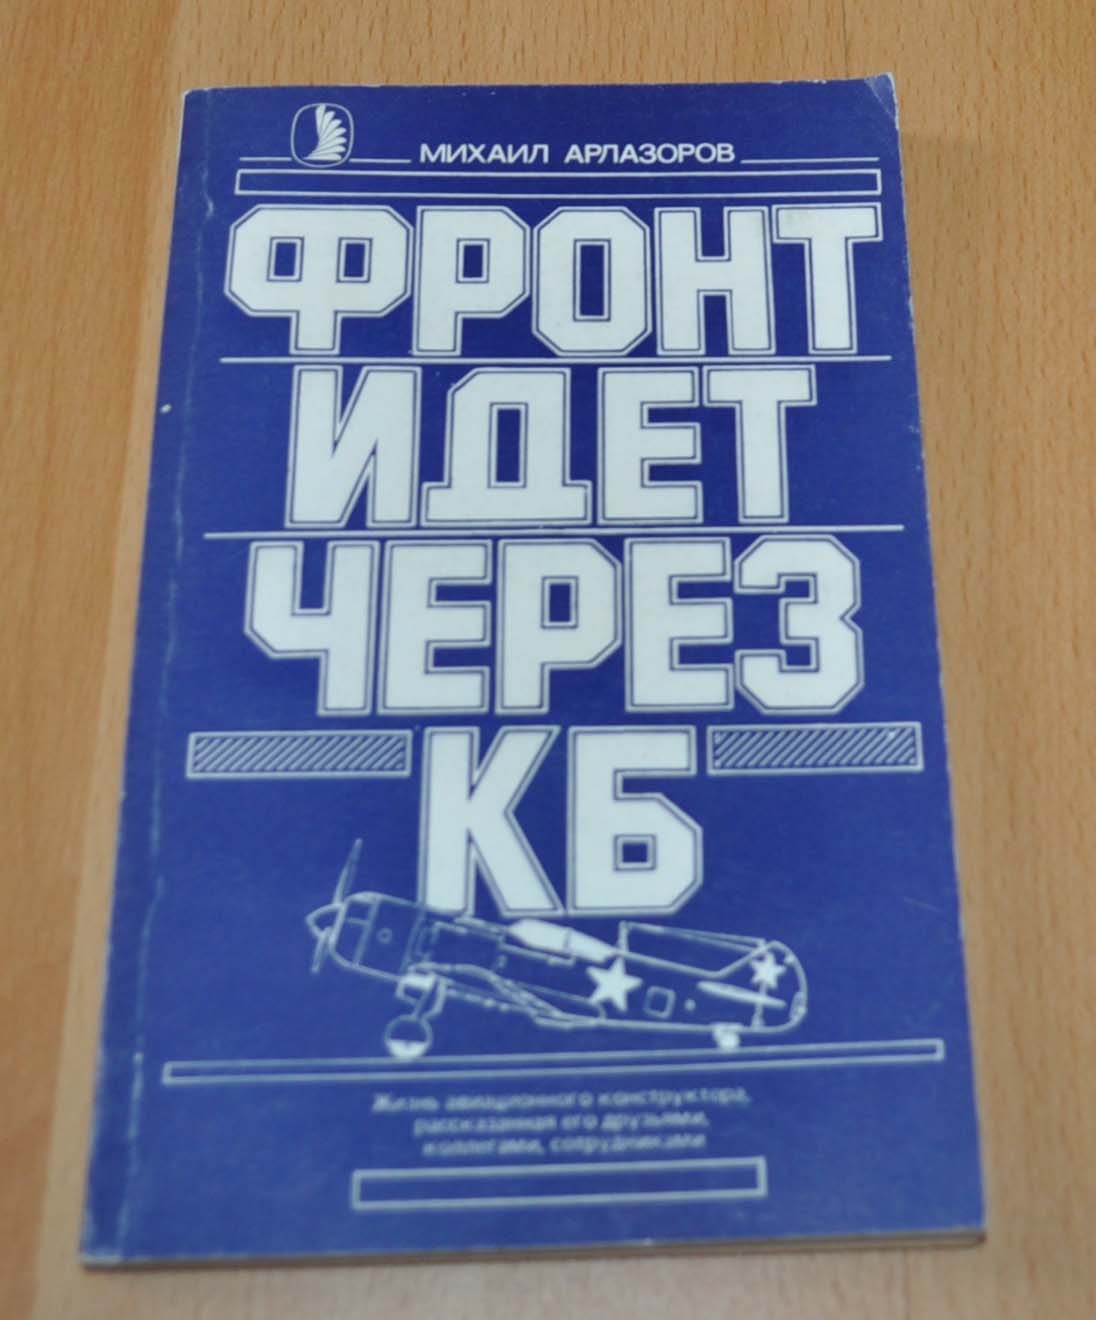 МИХАИЛ АРЛАЗОРОВ
ФРОНТ
ИДЕТ
ЧЕРЕЗ
КБ
Жизнь авиационного конструктора,
рассказанная его друзьями,
коллегами, сотрудниками